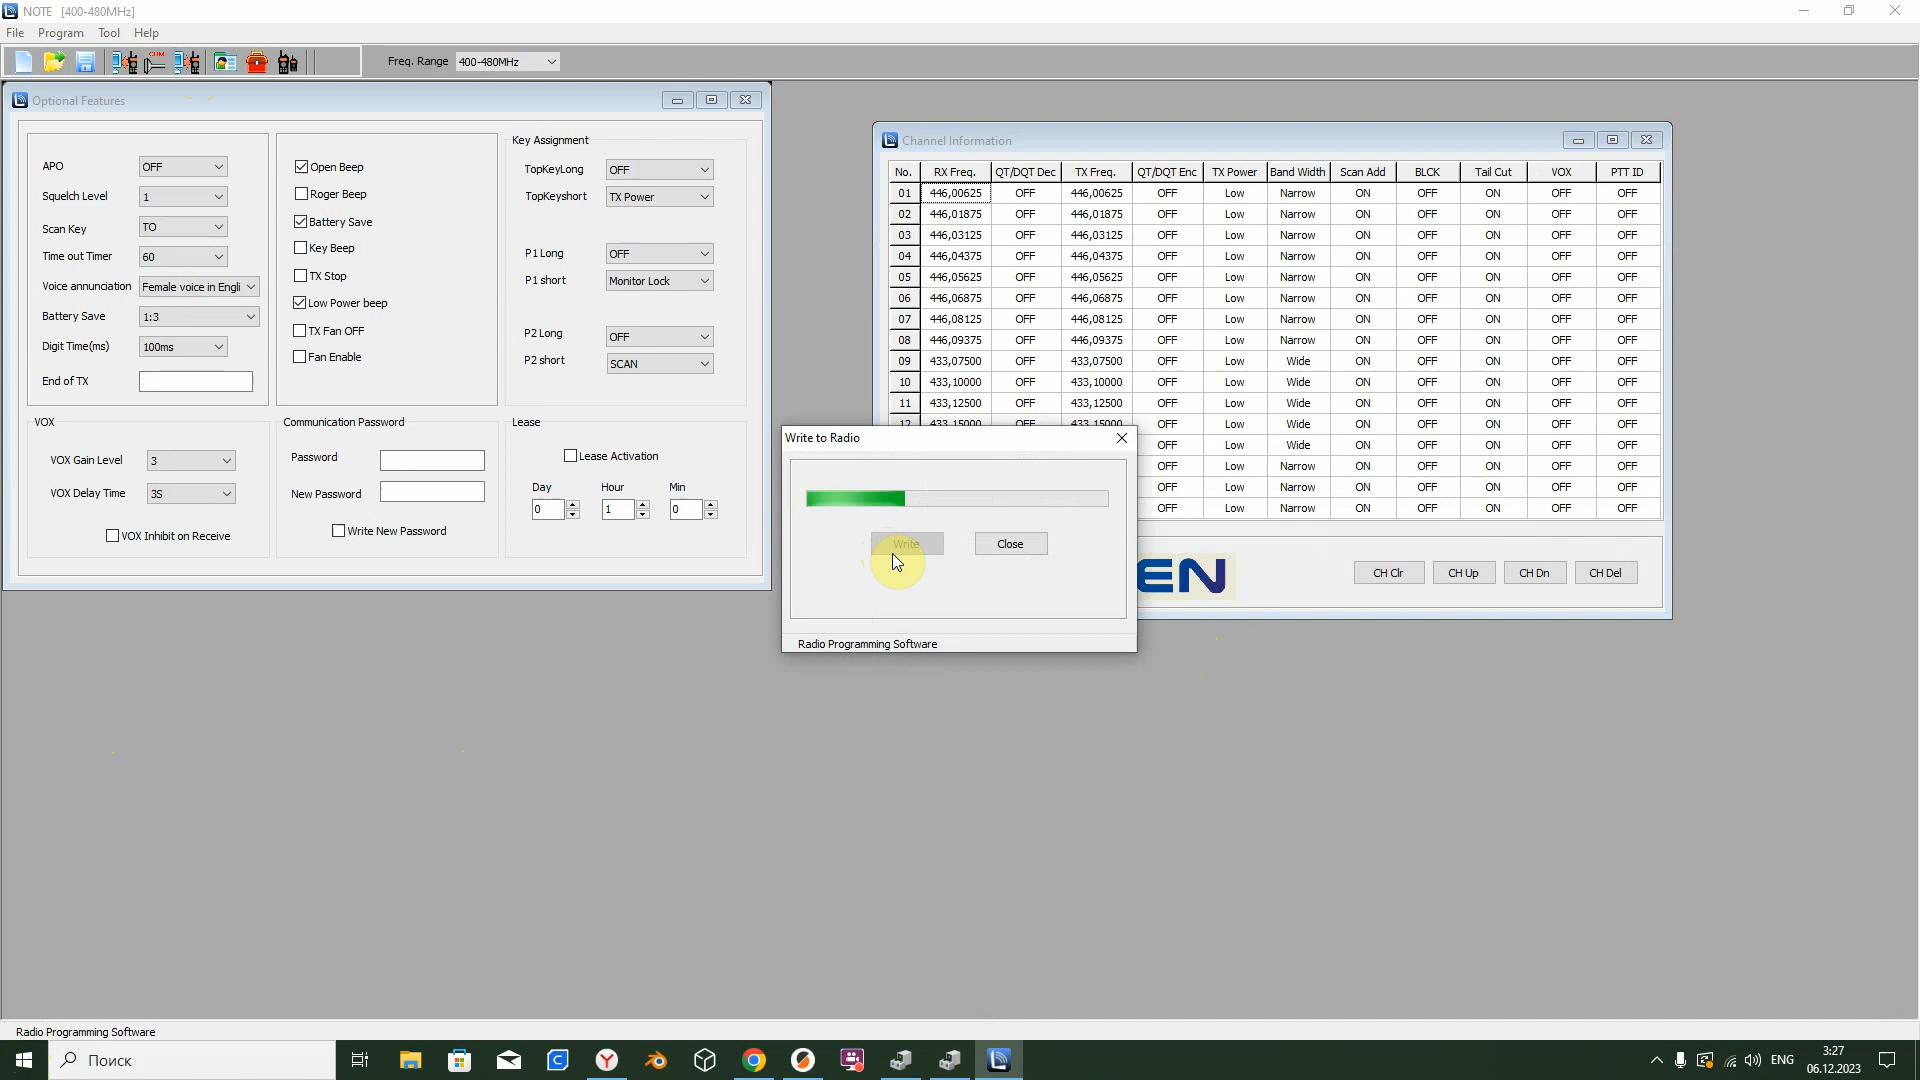 NOTE [400-480MHz]
File Program Tool Help
Freq. Range 400-480MHz
Optional Features
APO OFF
Squelch Level 1
Scan Key TO
Time out Timer 60
Voice annunciation Female voice in Engli
Battery Save 1:3
Digit Time(ms) 100ms
End of TX
Open Beep
Roger Beep
Battery Save
Key Beep
TX Stop
Low Power beep
TX Fan OFF
Fan Enable
Key Assignment
TopKeyLong OFF
TopKeyshort TX Power
P1 Long OFF
P1 short Monitor Lock
P2 Long OFF
P2 short SCAN
VOX
VOX Gain Level 3
VOX Delay Time 3S
VOX Inhibit on Receive
Communication Password
Password
New Password
Write New Password
Lease
Lease Activation
Day Hour Min
0 1 0
Channel Information
No. RX Freq. QT/DQT Dec TX Freq. QT/DQT Enc TX Power Band Width Scan Add BLCK Tail Cut VOX PTT ID
01 446,00625 OFF 446,00625 OFF Low Narrow ON OFF ON OFF OFF
02 446,01875 OFF 446,01875 OFF Low Narrow ON OFF ON OFF OFF
03 446,03125 OFF 446,03125 OFF Low Narrow ON OFF ON OFF OFF
04 446,04375 OFF 446,04375 OFF Low Narrow ON OFF ON OFF OFF
05 446,05625 OFF 446,05625 OFF Low Narrow ON OFF ON OFF OFF
06 446,06875 OFF 446,06875 OFF Low Narrow ON OFF ON OFF OFF
07 446,08125 OFF 446,08125 OFF Low Narrow ON OFF ON OFF OFF
08 446,09375 OFF 446,09375 OFF Low Narrow ON OFF ON OFF OFF
09 433,07500 OFF 433,07500 OFF Low Wide ON OFF ON OFF OFF
10 433,10000 OFF 433,10000 OFF Low Wide ON OFF ON OFF OFF
11 433,12500 OFF 433,12500 OFF Low Wide ON OFF ON OFF OFF
12 433,15000 OFF 433,15000 OFF Low Wide ON OFF ON OFF OFF
OFF Low Wide ON OFF ON OFF OFF
OFF Low Narrow ON OFF ON OFF OFF
OFF Low Narrow ON OFF ON OFF OFF
OFF Low Narrow ON OFF ON OFF OFF
EN
CH Clr CH Up CH Dn CH Del
Write to Radio
Write Close
Radio Programming Software
Radio Programming Software
Поиск
ENG
3:27
06.12.2023